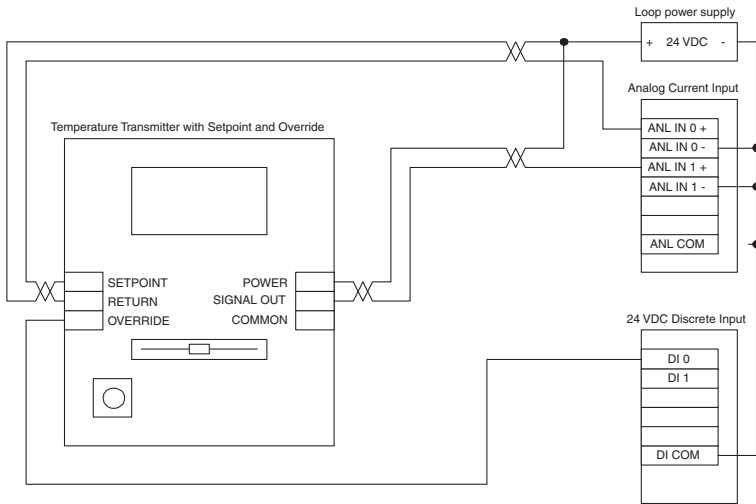 Loop power supply
+ 24 VDC -
Analog Current Input
Temperature Transmitter with Setpoint and Override
ANL IN 0 +
ANL IN 0 -
ANL IN 1 +
ANL IN 1 -
ANL COM
SETPOINT
RETURN
OVERRIDE
POWER
SIGNAL OUT
COMMON
24 VDC Discrete Input
DI 0
DI 1
DI COM